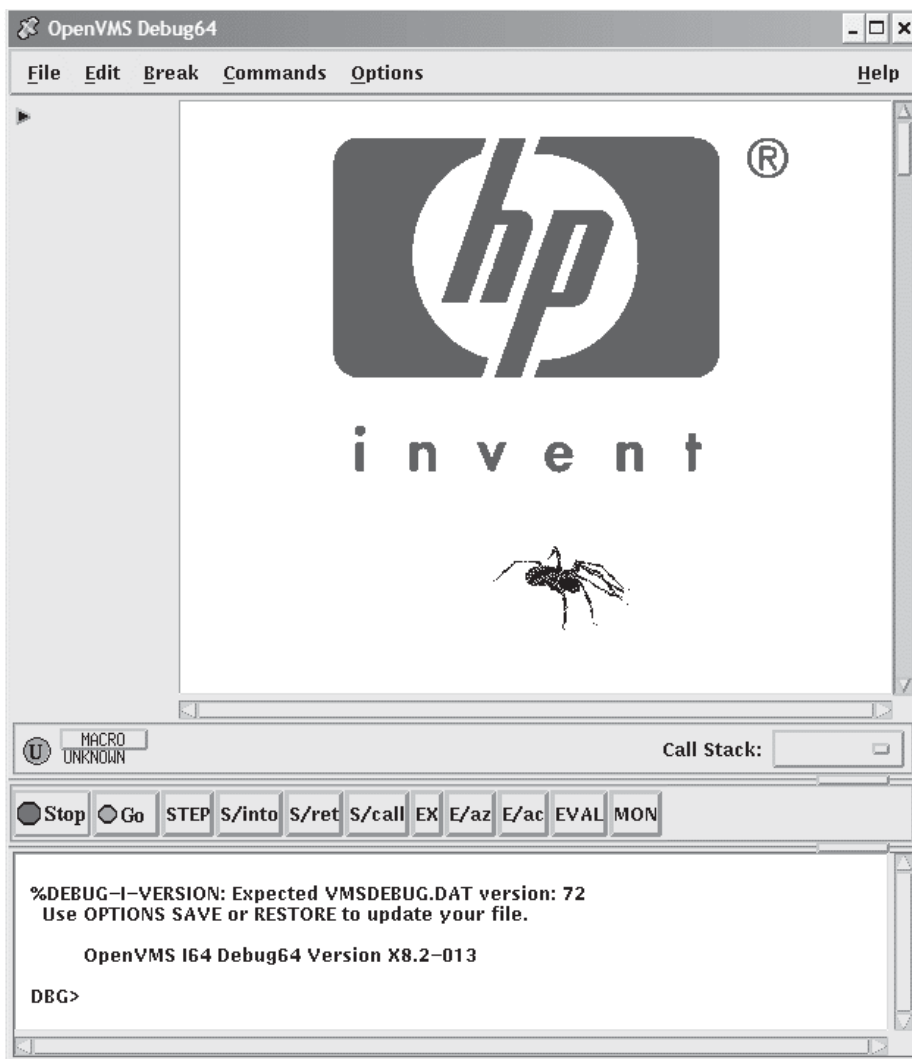 OpenVMS Debug64
File Edit Break Commands Options Help
®
hp
invent
U MACRO
UNKNOWN
Call Stack:
Stop Go STEP S/into S/ret S/call EX E/az E/ac EVAL MON
%DEBUG-I-VERSION: Expected VMSDEBUG.DAT version: 72
Use OPTIONS SAVE or RESTORE to update your file.
OpenVMS I64 Debug64 Version X8.2-013
DBG>